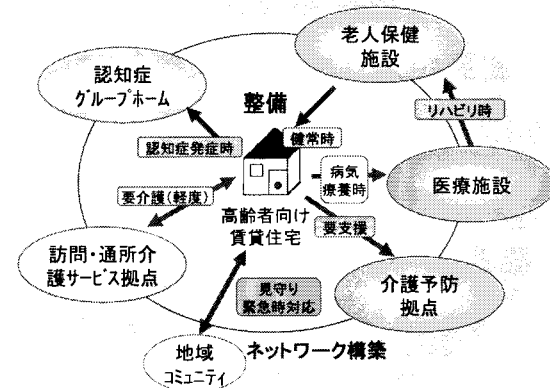 老人保健
施設
認知症
グループホーム
整備
リハビリ時
認知症発症時
健常時
病気
療養時
医療施設
要介護(軽度)
高齢者向け
賃貸住宅
要支援
訪問・通所介
護サービス拠点
見守り
緊急時対応
介護予防
拠点
地域
コミュニティ
ネットワーク構築